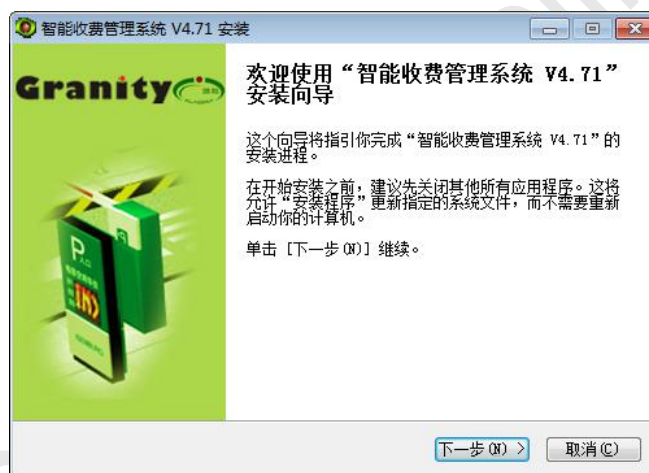 智能收费管理系统 V4.71 安装
Granity
欢迎使用“智能收费管理系统 V4.71”
安装向导
这个向导将指引你完成“智能收费管理系统 V4.71”的
安装进程。
在开始安装之前，建议先关闭其他所有应用程序。这将
允许“安装程序”更新指定的系统文件，而不需要重新
启动你的计算机。
单击 [下一步(N)] 继续。
P
入口
下一步(N) >
取消(C)